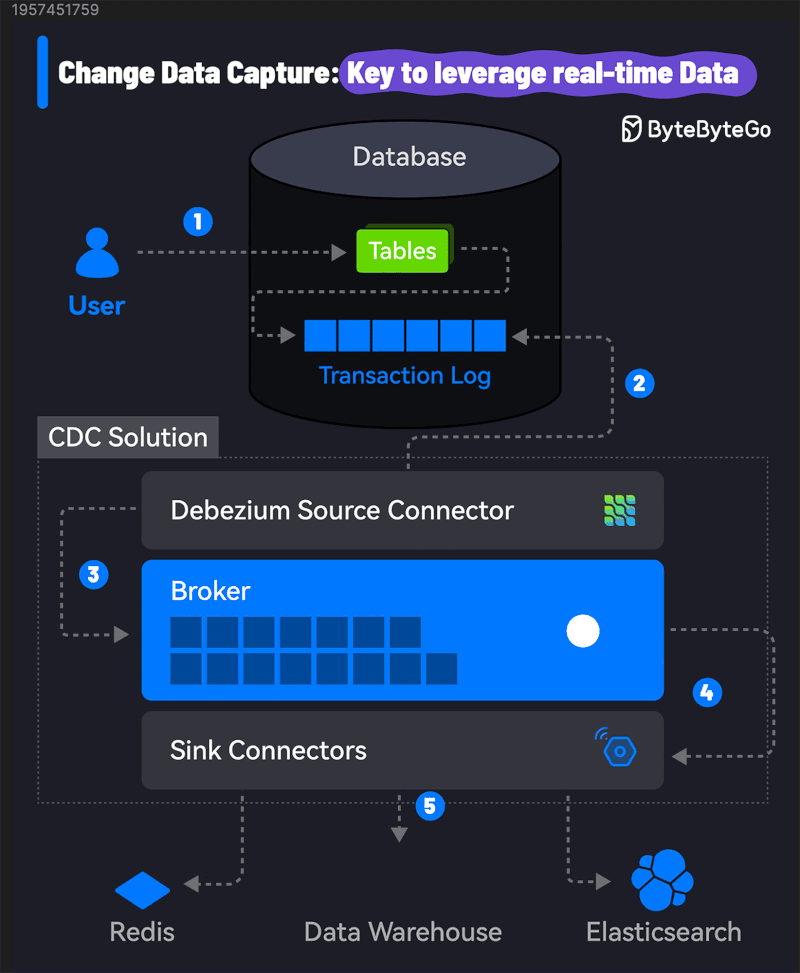 1957451759
Change Data Capture: Key to leverage real-time Data
ByteByteGo
Database
1
Tables
User
Transaction Log
2
CDC Solution
Debezium Source Connector
3
Broker
4
Sink Connectors
5
Redis
Data Warehouse
Elasticsearch